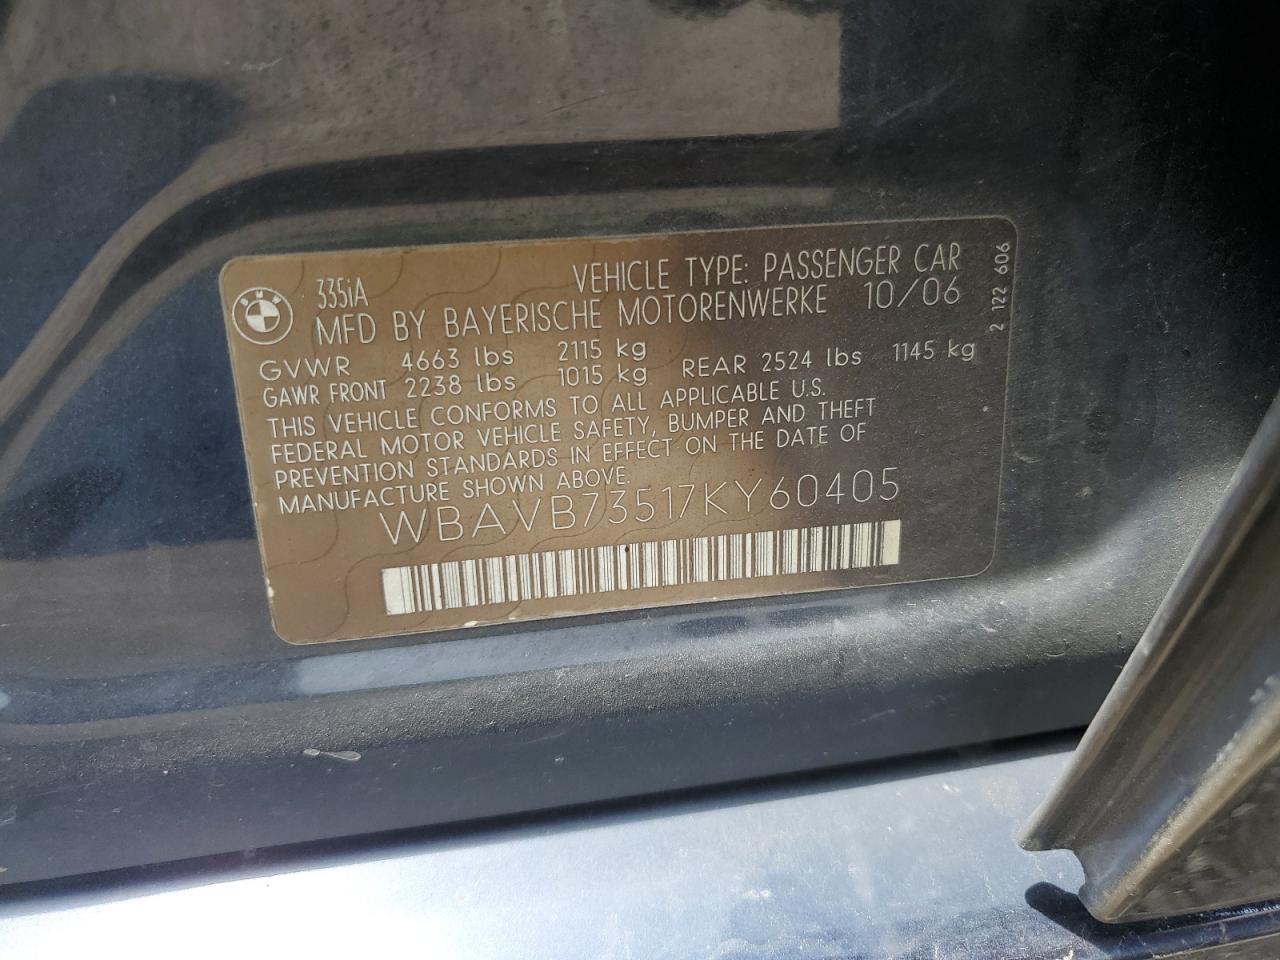 335iA VEHICLE TYPE: PASSENGER CAR
MFD BY BAYERISCHE MOTORENWERKE 10/06
GVWR 4663 lbs 2115 kg
GAWR FRONT 2238 lbs 1015 kg REAR 2524 lbs 1145 kg
THIS VEHICLE CONFORMS TO ALL APPLICABLE U.S.
FEDERAL MOTOR VEHICLE SAFETY, BUMPER AND THEFT
PREVENTION STANDARDS IN EFFECT ON THE DATE OF
MANUFACTURE SHOWN ABOVE.
WBAVB73517KY60405
2 122 606
BMW